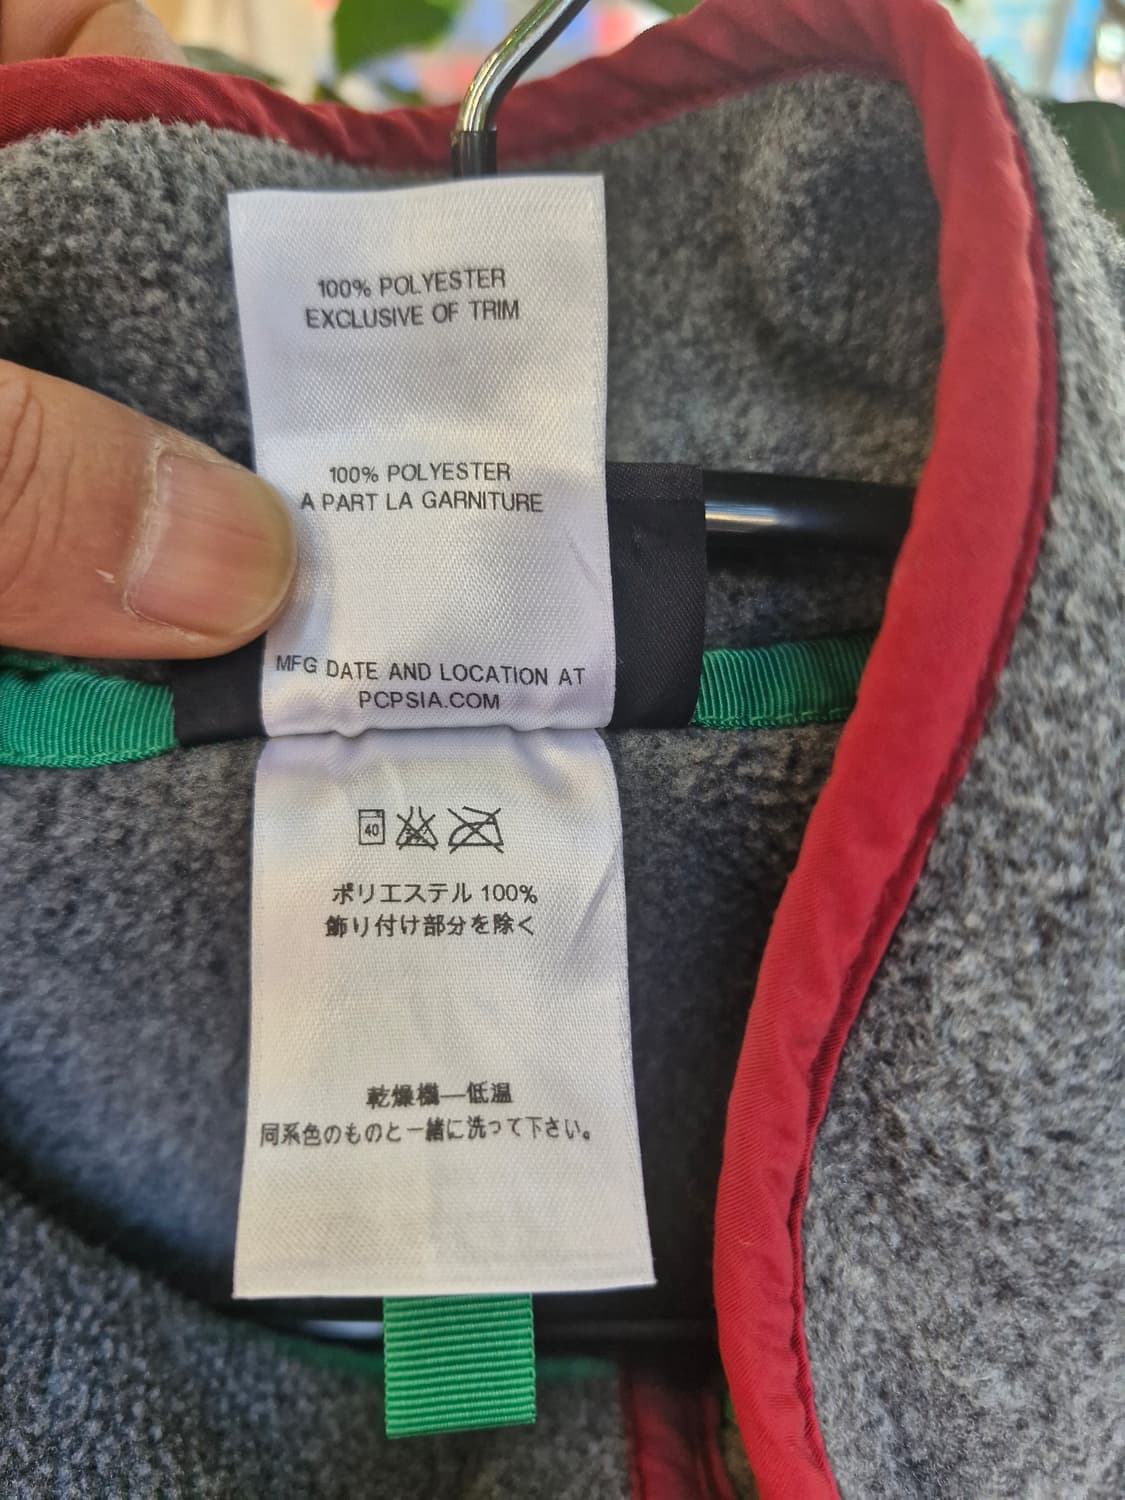 100% POLYESTER
EXCLUSIVE OF TRIM
100% POLYESTER
A PART LA GARNITURE
MFG DATE AND LOCATION AT
PCPSIA.COM
40
ポリエステル 100%
飾り付け部分を除く
乾燥機―低温
同系色のものと一緒に洗って下さい。